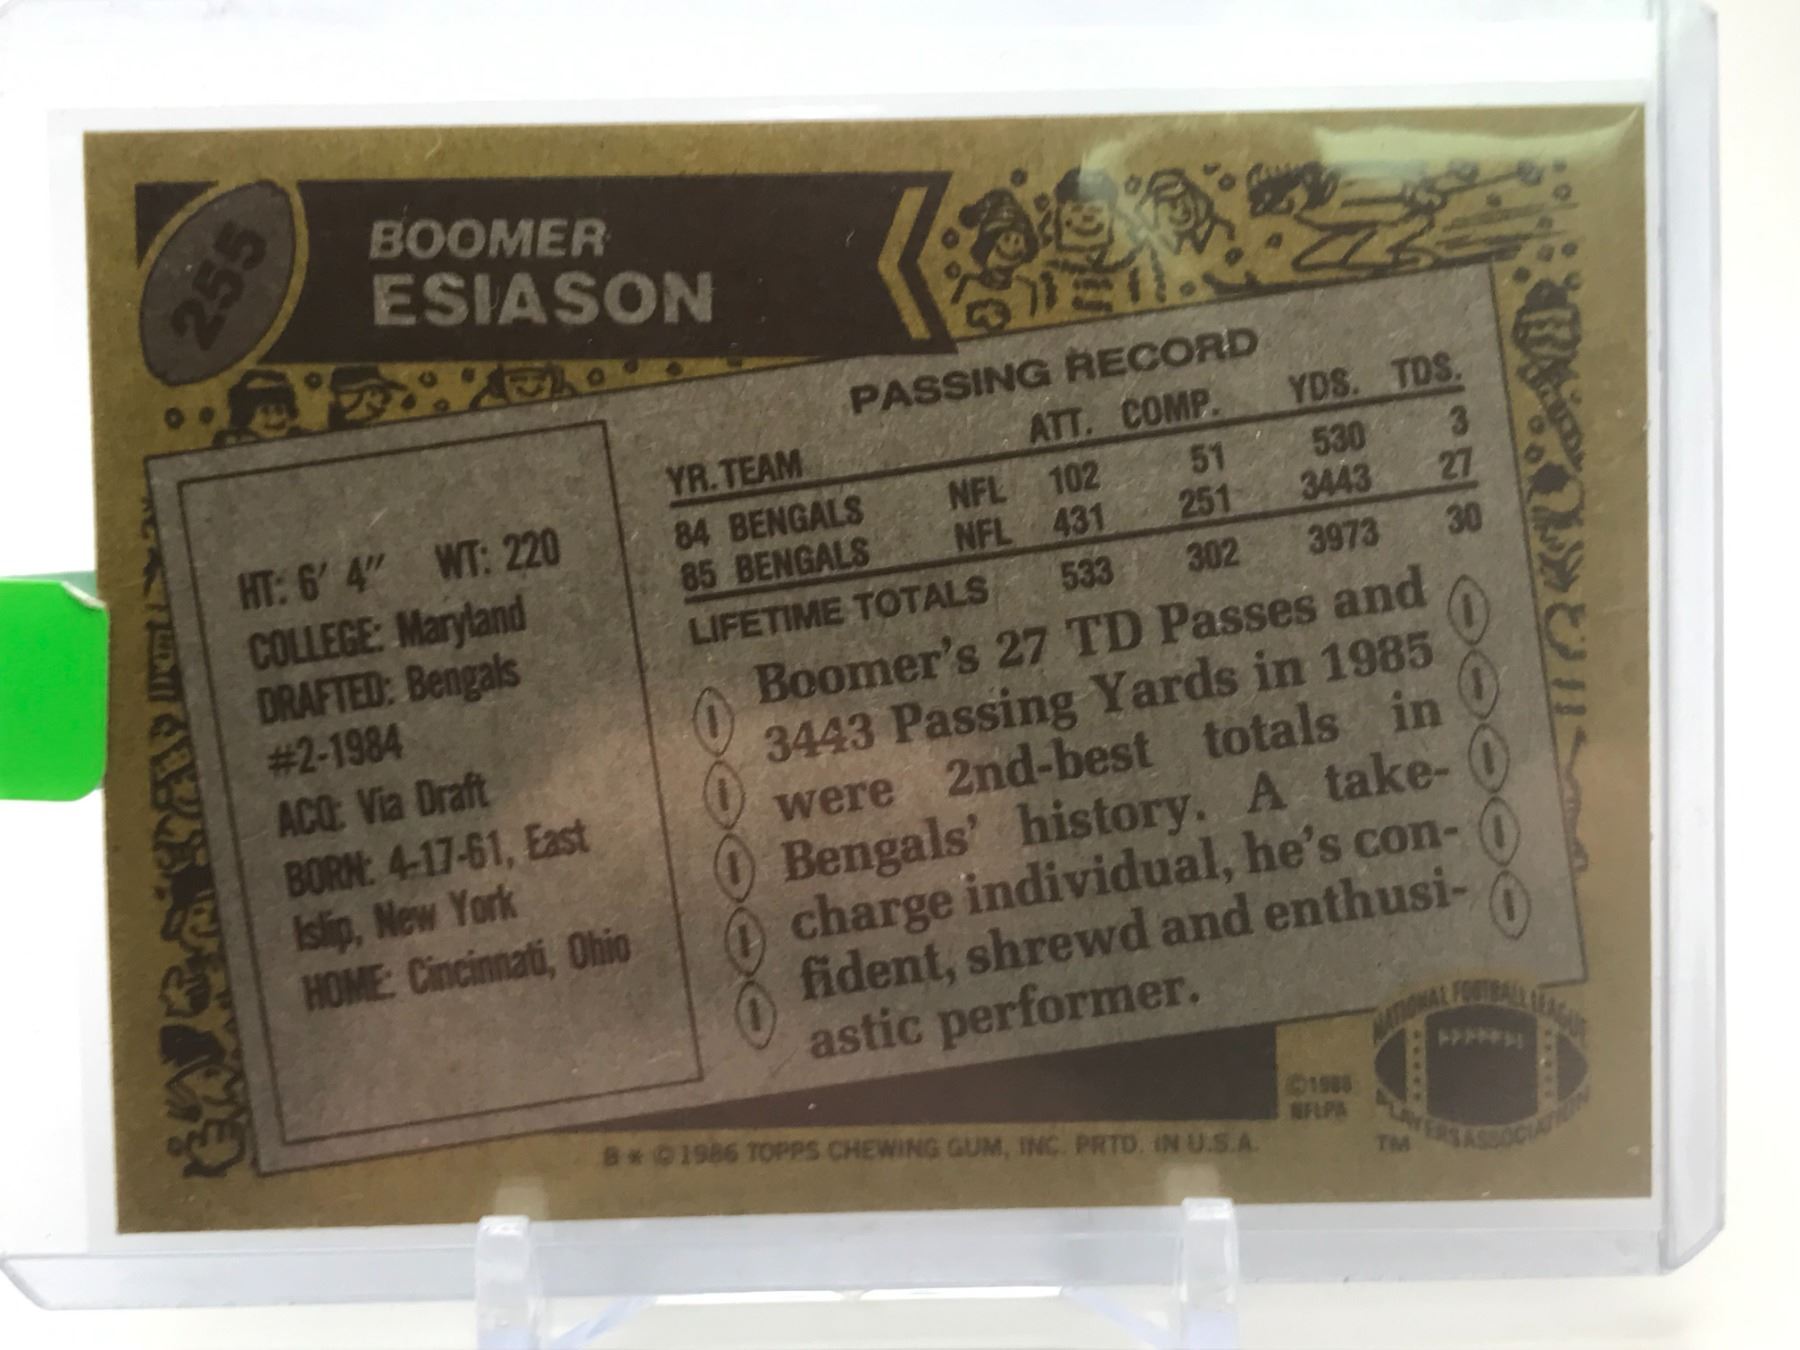 255
BOOMER
ESIASON
PASSING RECORD
YR. TEAM ATT. COMP. YDS. TDS.
84 BENGALS NFL 102 51 530 3
85 BENGALS NFL 431 251 3443 27
LIFETIME TOTALS 533 302 3973 30
HT: 6' 4" WT: 220
COLLEGE: Maryland
DRAFTED: Bengals
#2-1984
ACQ: Via Draft
BORN: 4-17-61, East
Islip, New York
HOME: Cincinnati, Ohio
Boomer's 27 TD Passes and
3443 Passing Yards in 1985
were 2nd-best totals in
Bengals' history. A take-
charge individual, he's con-
fident, shrewd and enthusi-
astic performer.
NATIONAL FOOTBALL LEAGUE
PLAYERS ASSOCIATION
TM
©1986
NFLPA
B * © 1986 TOPPS CHEWING GUM, INC. PRTD. IN U.S.A.